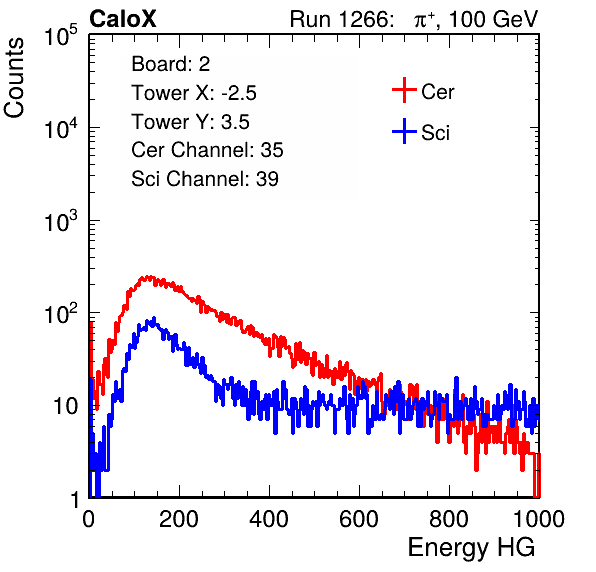 CaloX Run 1266: π⁺, 100 GeV
Counts
10⁵
10⁴
10³
10²
10
1
Board: 2
Tower X: -2.5
Tower Y: 3.5
Cer Channel: 35
Sci Channel: 39
Cer
Sci
0 200 400 600 800 1000
Energy HG